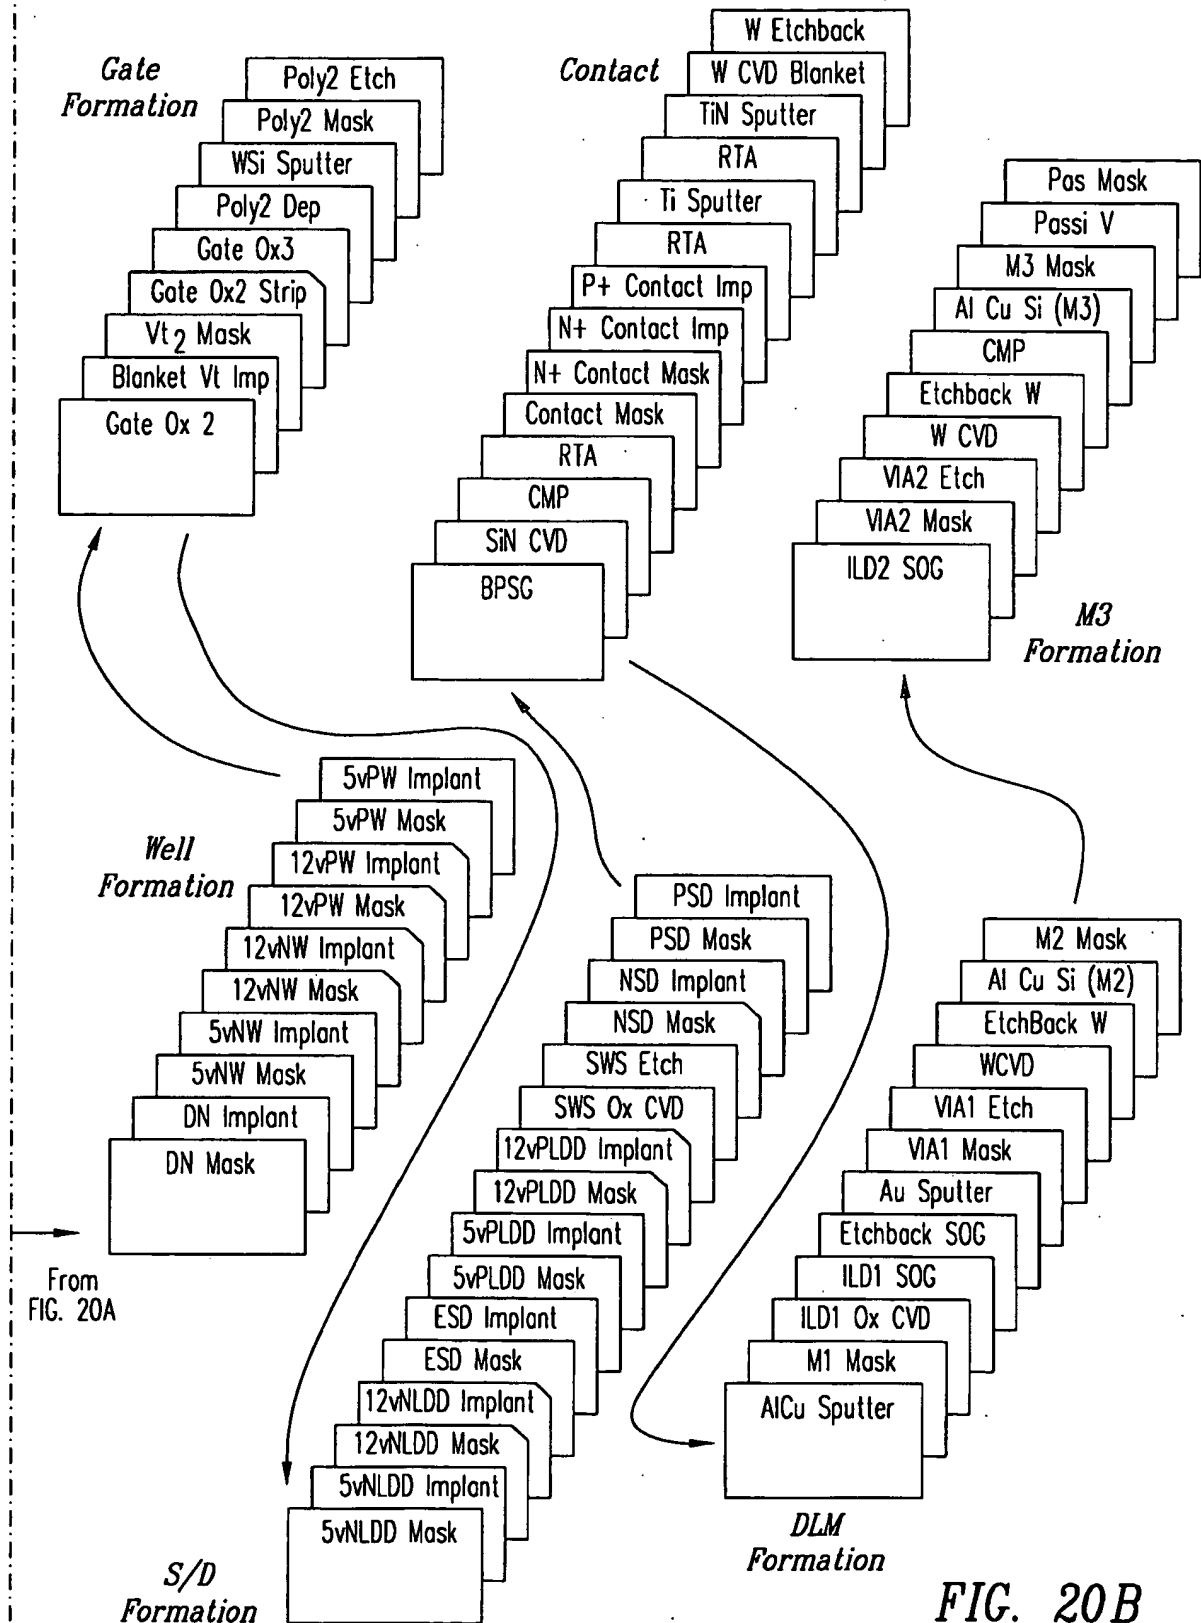 Gate
Formation
Poly2 Etch
Poly2 Mask
WSi Sputter
Poly2 Dep
Gate Ox3
Gate Ox2 Strip
Vt2 Mask
Blanket Vt Imp
Gate Ox 2
Contact
W Etchback
W CVD Blanket
TiN Sputter
RTA
Ti Sputter
RTA
P+ Contact Imp
N+ Contact Imp
N+ Contact Mask
Contact Mask
RTA
CMP
SiN CVD
BPSG
Pas Mask
Passi V
M3 Mask
Al Cu Si (M3)
CMP
Etchback W
W CVD
VIA2 Etch
VIA2 Mask
ILD2 SOG
M3
Formation
Well
Formation
5vPW Implant
5vPW Mask
12vPW Implant
12vPW Mask
12vNW Implant
12vNW Mask
5vNW Implant
5vNW Mask
DN Implant
DN Mask
From
FIG. 20A
PSD Implant
PSD Mask
NSD Implant
NSD Mask
SWS Etch
SWS Ox CVD
12vPLDD Implant
12vPLDD Mask
5vPLDD Implant
5vPLDD Mask
ESD Implant
ESD Mask
12vNLDD Implant
12vNLDD Mask
5vNLDD Implant
5vNLDD Mask
S/D
Formation
M2 Mask
Al Cu Si (M2)
EtchBack W
WCVD
VIA1 Etch
VIA1 Mask
Au Sputter
Etchback SOG
ILD1 SOG
ILD1 Ox CVD
M1 Mask
AlCu Sputter
DLM
Formation
FIG. 20B